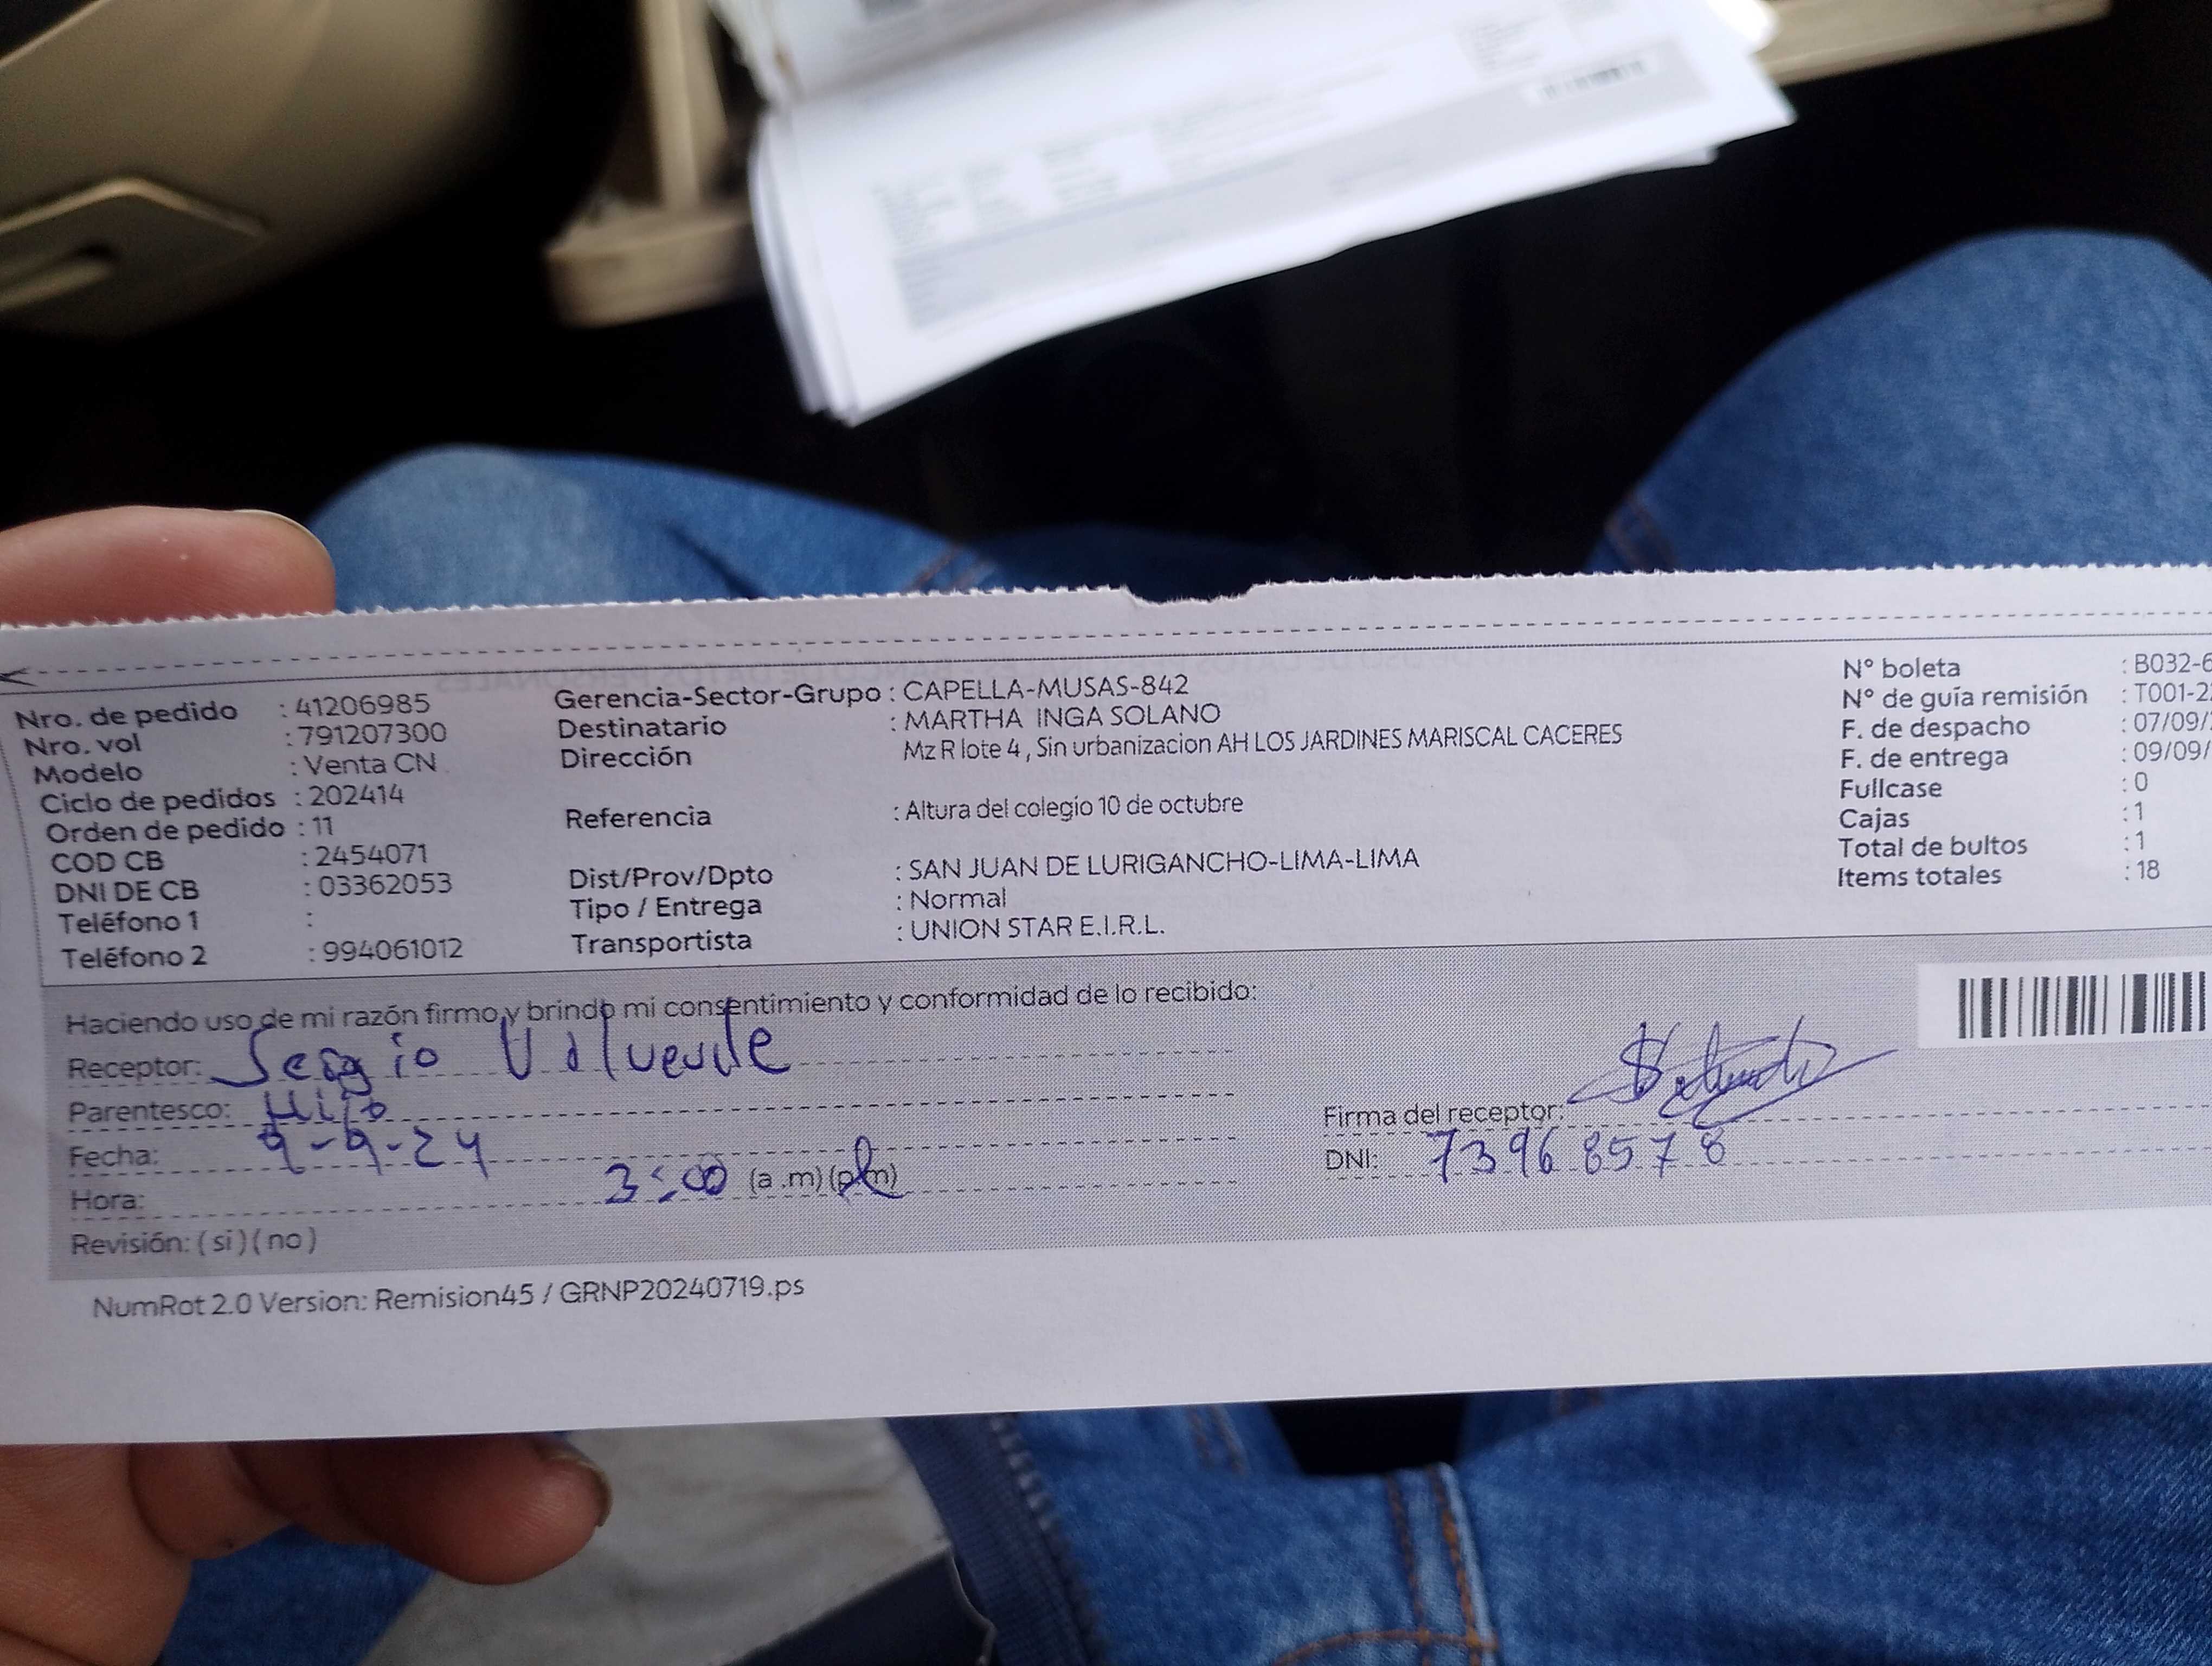 Nro. de pedido : 41206985
Nro. vol : 791207300
Modelo : Venta CN
Ciclo de pedidos : 202414
Orden de pedido : 11
COD CB : 2454071
DNI DE CB : 03362053
Teléfono 1 :
Teléfono 2 : 994061012
Gerencia-Sector-Grupo : CAPELLA-MUSAS-842
Destinatario : MARTHA INGA SOLANO
Dirección Mz R lote 4 , Sin urbanizacion AH LOS JARDINES MARISCAL CACERES
Referencia : Altura del colegio 10 de octubre
Dist/Prov/Dpto : SAN JUAN DE LURIGANCHO-LIMA-LIMA
Tipo / Entrega : Normal
Transportista : UNION STAR E.I.R.L.
N° boleta : B032-6
N° de guía remisión : T001-2
F. de despacho : 07/09/
F. de entrega : 09/09/
Fullcase : 0
Cajas : 1
Total de bultos : 1
Items totales : 18
Haciendo uso de mi razón firmo y brindo mi consentimiento y conformidad de lo recibido:
Receptor: Sergio Valverde
Parentesco: Hijo
Fecha: 9-9-24
Hora: 3:00 (a .m) (p.m)
Revisión: ( si ) ( no )
Firma del receptor:
DNI: 73968578
NumRot 2.0 Version: Remision45 / GRNP20240719.ps